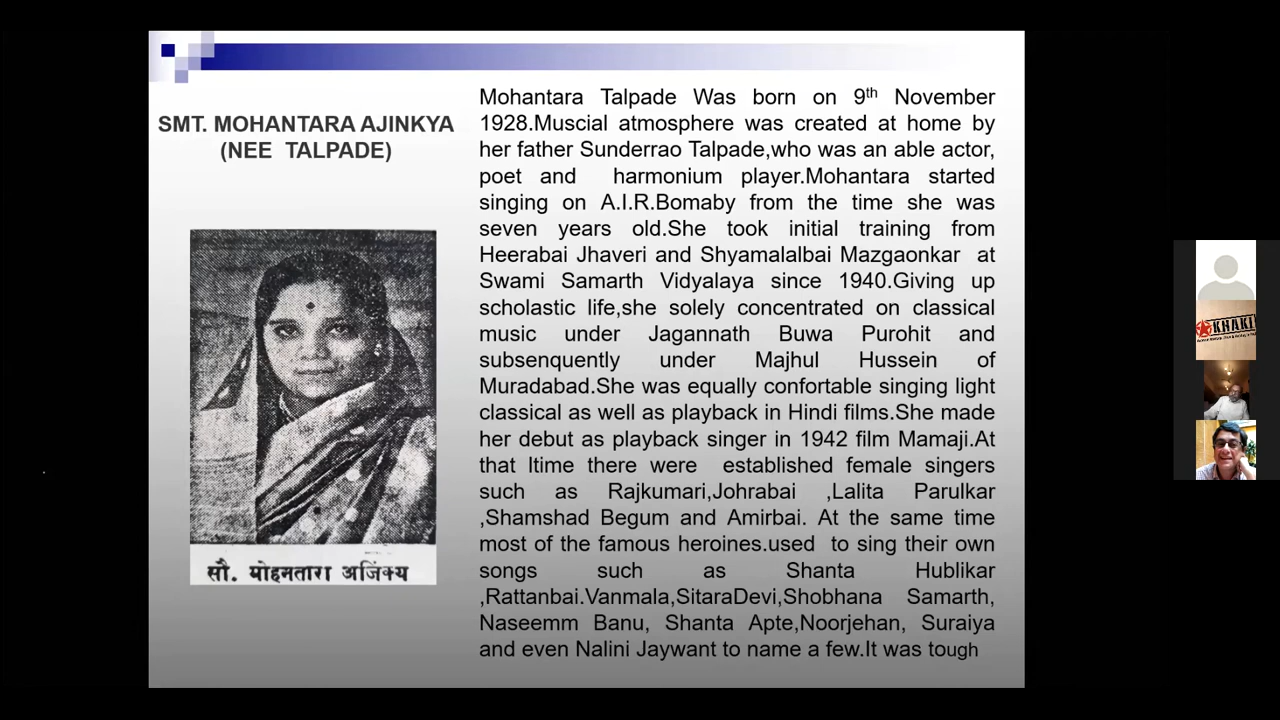 SMT. MOHANTARA AJINKYA
(NEE TALPADE)
सौ. मोहनतारा अजिंक्य
Mohantara Talpade Was born on 9th November
1928.Muscial atmosphere was created at home by
her father Sunderrao Talpade,who was an able actor,
poet and harmonium player.Mohantara started
singing on A.I.R.Bomaby from the time she was
seven years old.She took initial training from
Heerabai Jhaveri and Shyamalalbai Mazgaonkar at
Swami Samarth Vidyalaya since 1940.Giving up
scholastic life,she solely concentrated on classical
music under Jagannath Buwa Purohit and
subsenquently under Majhul Hussein of
Muradabad.She was equally confortable singing light
classical as well as playback in Hindi films.She made
her debut as playback singer in 1942 film Mamaji.At
that ltime there were established female singers
such as Rajkumari,Johrabai ,Lalita Parulkar
,Shamshad Begum and Amirbai. At the same time
most of the famous heroines.used to sing their own
songs such as Shanta Hublikar
,Rattanbai.Vanmala,SitaraDevi,Shobhana Samarth,
Naseemm Banu, Shanta Apte,Noorjehan, Suraiya
and even Nalini Jaywant to name a few.It was tough
KHAKI